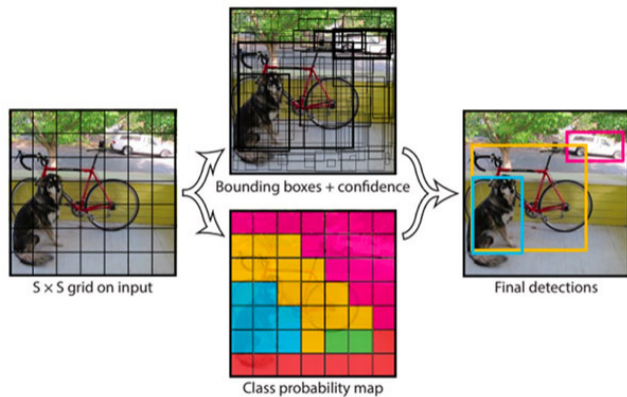 Bounding boxes + confidence
S × S grid on input
Final detections
Class probability map